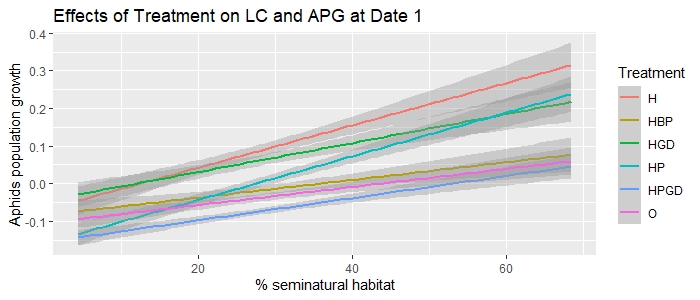 Effects of Treatment on LC and APG at Date 1
Aphids population growth
0.4
0.3
0.2
0.1
0.0
-0.1
20
40
60
% seminatural habitat
Treatment
H
HBP
HGD
HP
HPGD
O